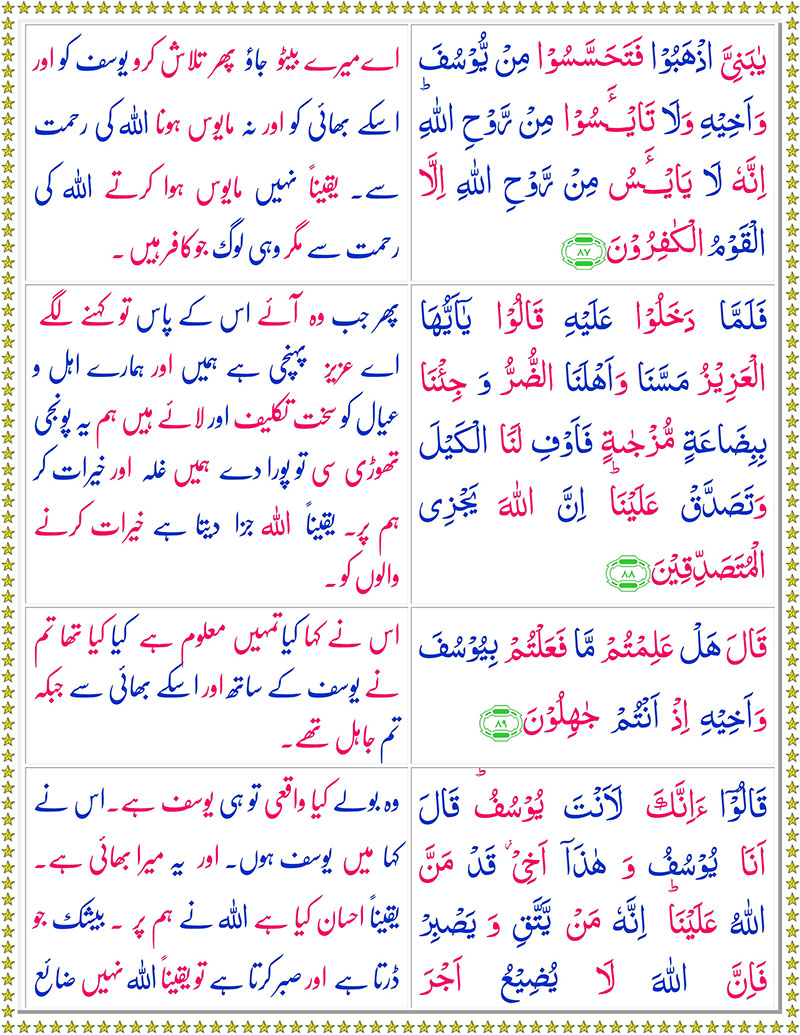 يٰبَنِىَّ اذْهَبُوْا فَتَحَسَّسُوْا مِنْ يُّوْسُفَ
وَاَخِيْهِ وَلَا تَايْـَٔسُوْا مِنْ رَّوْحِ اللّٰهِ ؕ
اِنَّهٗ لَا يَايْـَٔسُ مِنْ رَّوْحِ اللّٰهِ اِلَّا
الْقَوْمُ الْكٰفِرُوْنَ ۸۷
اے میرے بیٹو جاؤ پھر تلاش کرو یوسف کو اور
اسکے بھائی کو اور نہ مایوس ہونا اللہ کی رحمت
سے۔ یقیناً نہیں مایوس ہوا کرتے اللہ کی
رحمت سے مگر وہی لوگ جو کافر ہیں ۔
فَلَمَّا دَخَلُوْا عَلَيْهِ قَالُوْا يٰۤاَيُّهَا
الْعَزِيْزُ مَسَّنَا وَاَهْلَنَا الضُّرُّ وَ جِئْنَا
بِبِضَاعَةٍ مُّزْجٰىةٍ فَاَوْفِ لَنَا الْكَيْلَ
وَتَصَدَّقْ عَلَيْنَا ؕ اِنَّ اللّٰهَ يَجْزِى
الْمُتَصَدِّقِيْنَ ۸۸
پھر جب وہ آئے اس کے پاس تو کہنے لگے
اے عزیز پہنچی ہے ہمیں اور ہمارے اہل و
عیال کو سخت تکلیف اور لائے ہیں ہم یہ پونجی
تھوڑی سی تو پورا دے ہمیں غلہ اور خیرات کر
ہم پر۔ یقیناً اللہ جزا دیتا ہے خیرات کرنے
والوں کو۔
قَالَ هَلْ عَلِمْتُمْ مَّا فَعَلْتُمْ بِيُوْسُفَ
وَاَخِيْهِ اِذْ اَنْتُمْ جٰهِلُوْنَ ۸۹
اس نے کہا کیا تمہیں معلوم ہے کیا کیا تھا تم
نے یوسف کے ساتھ اور اسکے بھائی سے جبکہ
تم جاہل تھے۔
قَالُوْۤا ءَاِنَّكَ لَاَنْتَ يُوْسُفُ ؕ قَالَ
اَنَا يُوْسُفُ وَ هٰذَاۤ اَخِىْ ۫ قَدْ مَنَّ
اللّٰهُ عَلَيْنَا ؕ اِنَّهٗ مَنْ يَّتَّقِ وَ يَصْبِرْ
فَاِنَّ اللّٰهَ لَا يُضِيْعُ اَجْرَ
وہ بولے کیا واقعی تو ہی یوسف ہے۔ اس نے
کہا میں یوسف ہوں۔ اور یہ میرا بھائی ہے۔
یقیناً احسان کیا ہے اللہ نے ہم پر ۔ بیشک جو
ڈرتا ہے اور صبر کرتا ہے تو یقیناً اللہ نہیں ضائع